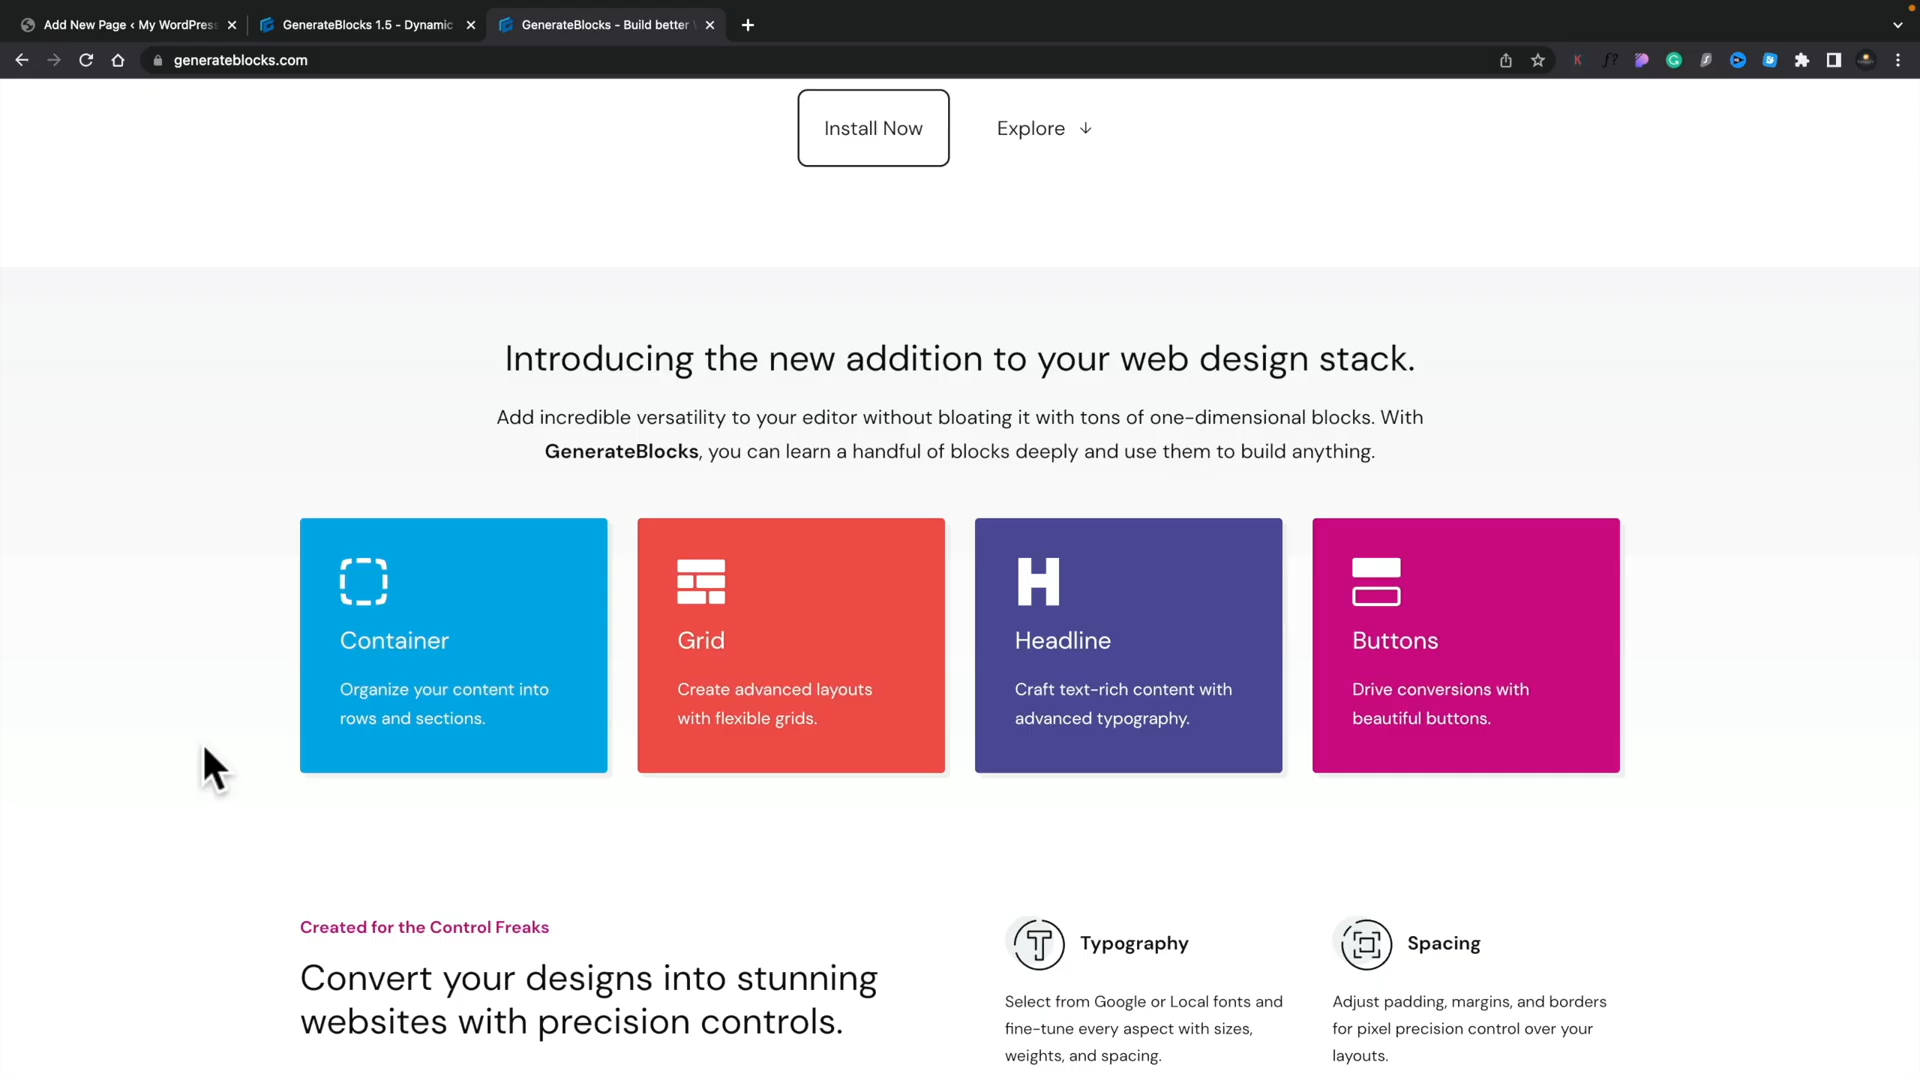 Add New Page ‹ My WordPress
GenerateBlocks 1.5 - Dynamic
GenerateBlocks - Build better
generateblocks.com
Install Now
Explore ↓
Introducing the new addition to your web design stack.
Add incredible versatility to your editor without bloating it with tons of one-dimensional blocks. With
GenerateBlocks, you can learn a handful of blocks deeply and use them to build anything.
Container
Organize your content into
rows and sections.
Grid
Create advanced layouts
with flexible grids.
Headline
Craft text-rich content with
advanced typography.
Buttons
Drive conversions with
beautiful buttons.
Created for the Control Freaks
Convert your designs into stunning
websites with precision controls.
Typography
Select from Google or Local fonts and
fine-tune every aspect with sizes,
weights, and spacing.
Spacing
Adjust padding, margins, and borders
for pixel precision control over your
layouts.